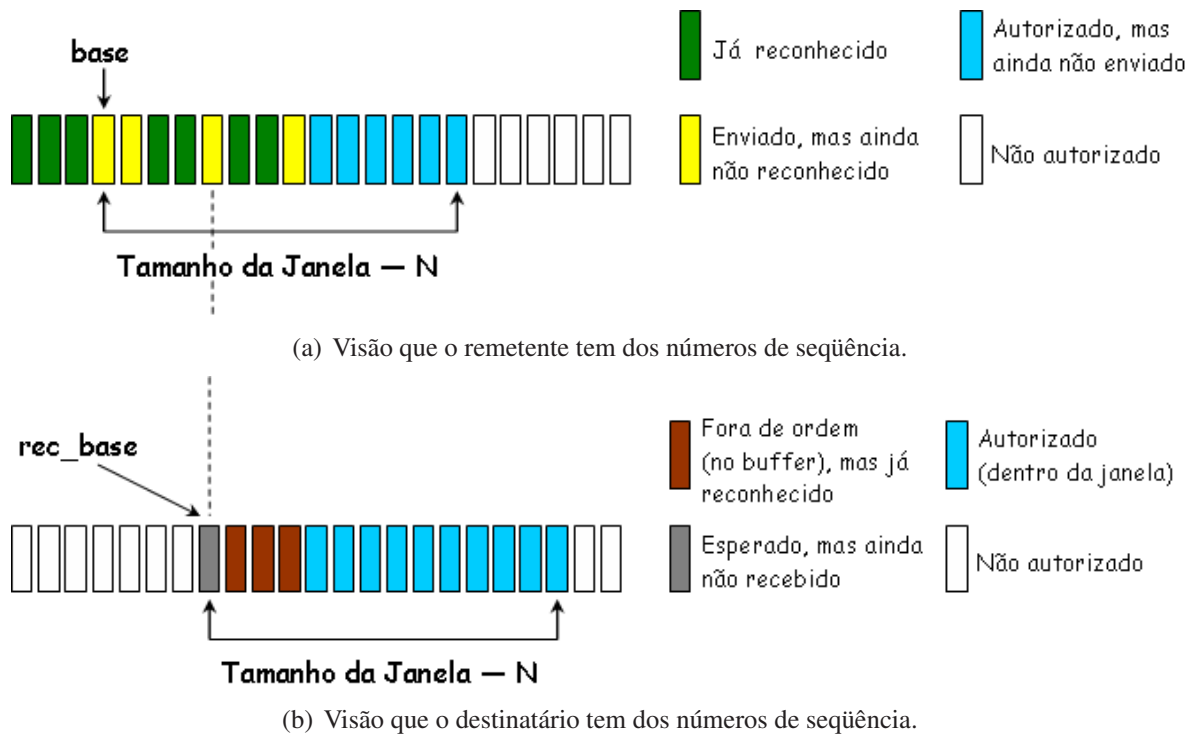 base
Já reconhecido
Autorizado, mas
ainda não enviado
Enviado, mas ainda
não reconhecido
Não autorizado
Tamanho da Janela — N
(a) Visão que o remetente tem dos números de seqüência.
rec_base
Fora de ordem
(no buffer), mas já
reconhecido
Autorizado
(dentro da janela)
Esperado, mas ainda
não recebido
Não autorizado
Tamanho da Janela — N
(b) Visão que o destinatário tem dos números de seqüência.